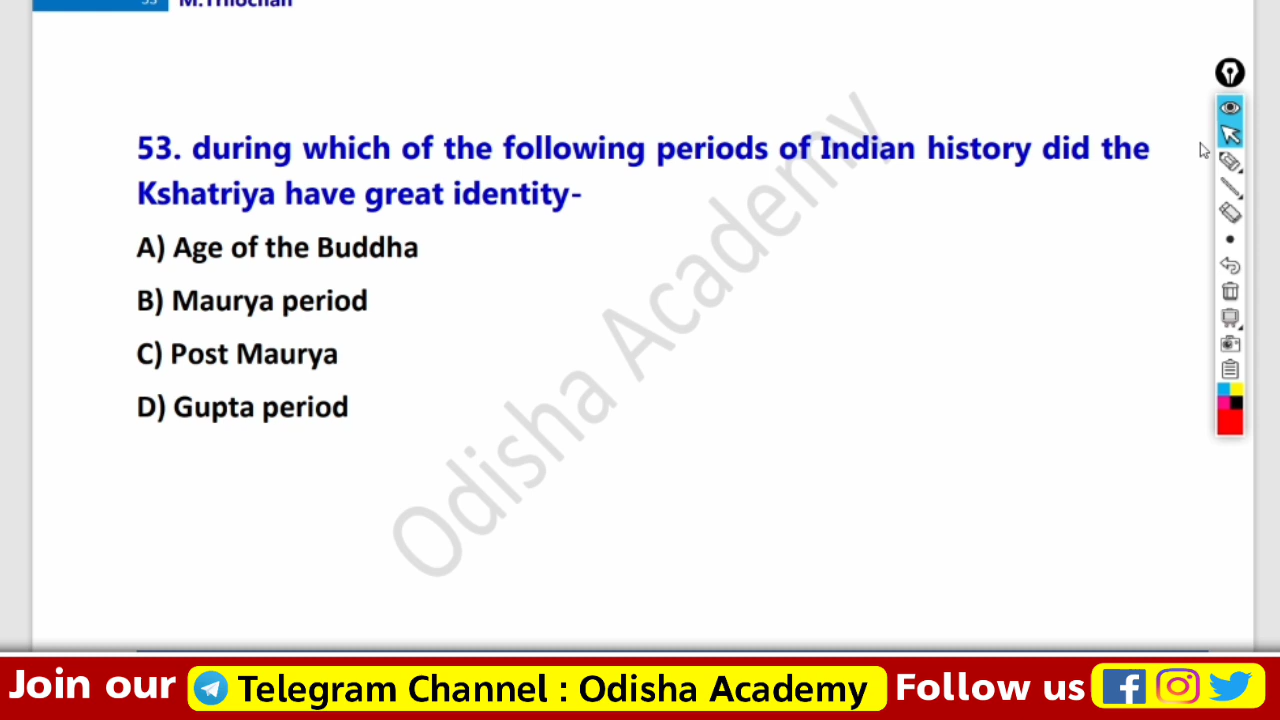 53. during which of the following periods of Indian history did the
Kshatriya have great identity-
A) Age of the Buddha
B) Maurya period
C) Post Maurya
D) Gupta period
Odisha Academy
Join our Telegram Channel : Odisha Academy Follow us